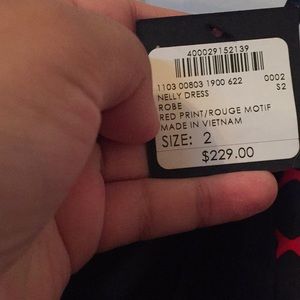 400029152139
1103 00803 1900 622 0002
NELLY DRESS S2
ROBE
RED PRINT/ROUGE MOTIF
MADE IN VIETNAM
SIZE: 2
$229.00